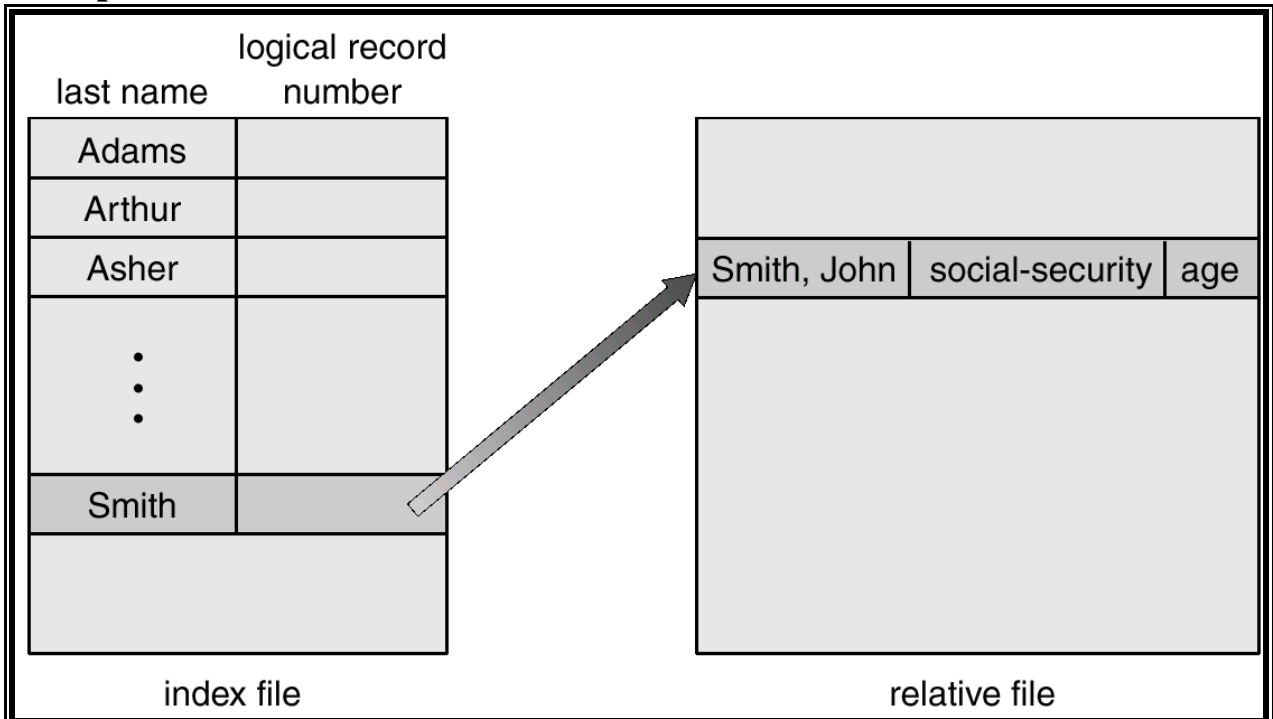 logical record
last name number
Adams
Arthur
Asher
Smith
Smith, John social-security age
index file
relative file